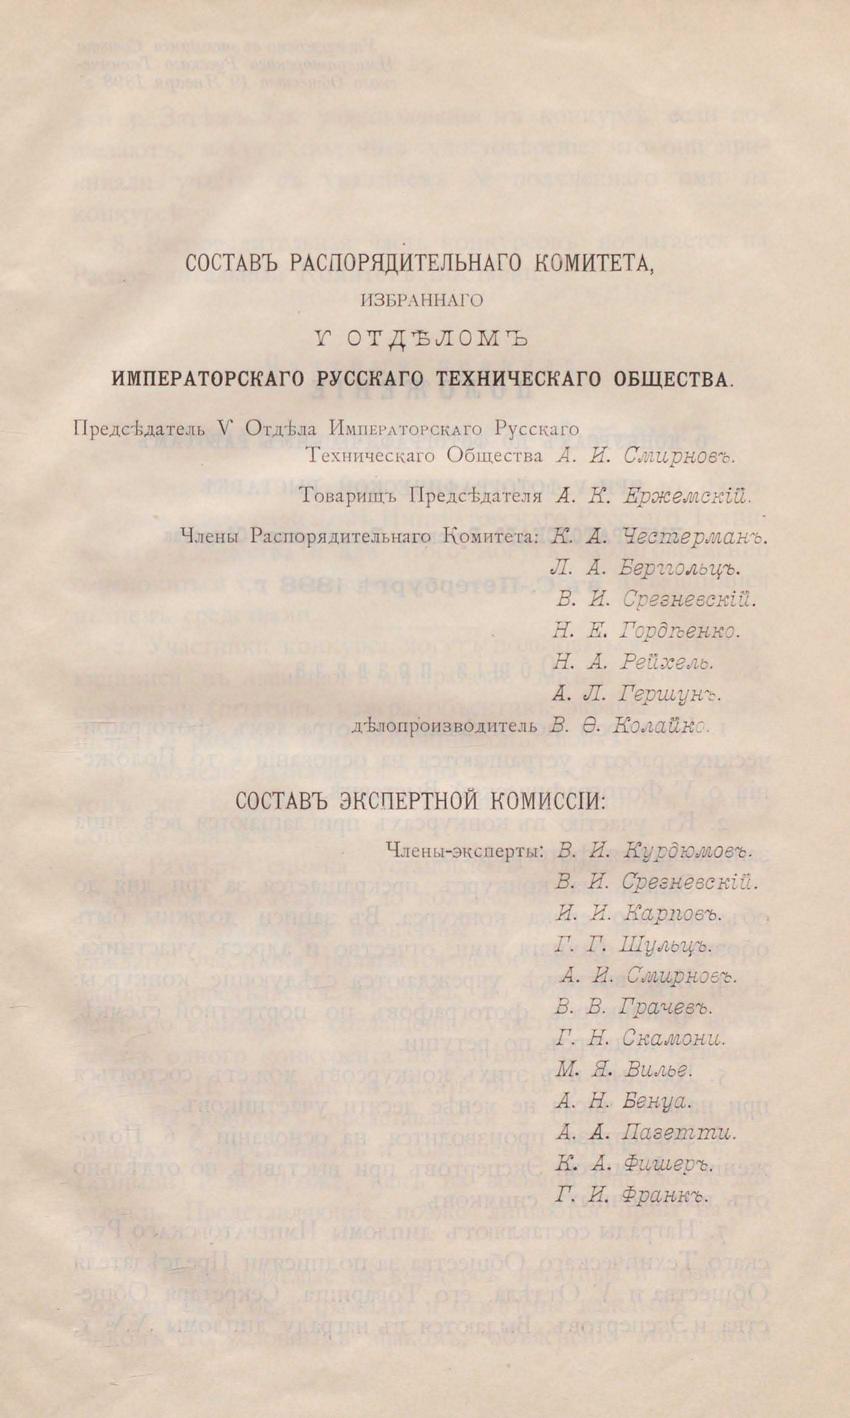 СОСТАВЪ РАСПОРЯДИТЕЛЬНАГО КОМИТЕТА,
ИЗБРАННАГО
V ОТДѢЛОМЪ
ИМПЕРАТОРСКАГО РУССКАГО ТЕХНИЧЕСКАГО ОБЩЕСТВА.
Предсѣдатель V Отдѣла Императорскаго Русскаго
Техническаго Общества А. И. Смирновъ.
Товарищъ Предсѣдателя А. К. Ержемскій.
Члены Распорядительнаго Комитета: К. А. Честерманъ.
Л. А. Бергольцъ.
В. И. Срезневскій.
Н. Е. Гордѣенко.
Н. А. Рейхель.
А. Л. Гершунъ.
дѣлопроизводитель В. Ѳ. Колайко.
СОСТАВЪ ЭКСПЕРТНОЙ КОМИССІИ:
Члены-эксперты: В. И. Курдюмовъ.
В. И. Срезневскій.
И. И. Карповъ.
Г. Г. Шульцъ.
А. И. Смирновъ.
В. В. Грачевъ.
Г. Н. Скамони.
М. Я. Вилье.
А. Н. Бенуа.
А. А. Пазетти.
К. А. Фишеръ.
Г. И. Франкъ.